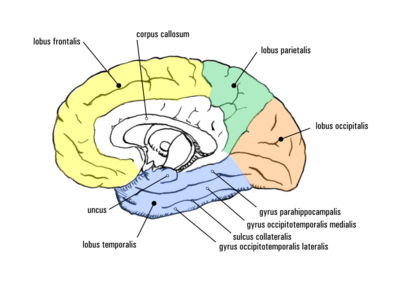 corpus callosum
lobus frontalis
lobus parietalis
lobus occipitalis
gyrus parahippocampalis
uncus
gyrus occipitotemporalis medialis
sulcus collateralis
lobus temporalis
gyrus occipitotemporalis lateralis